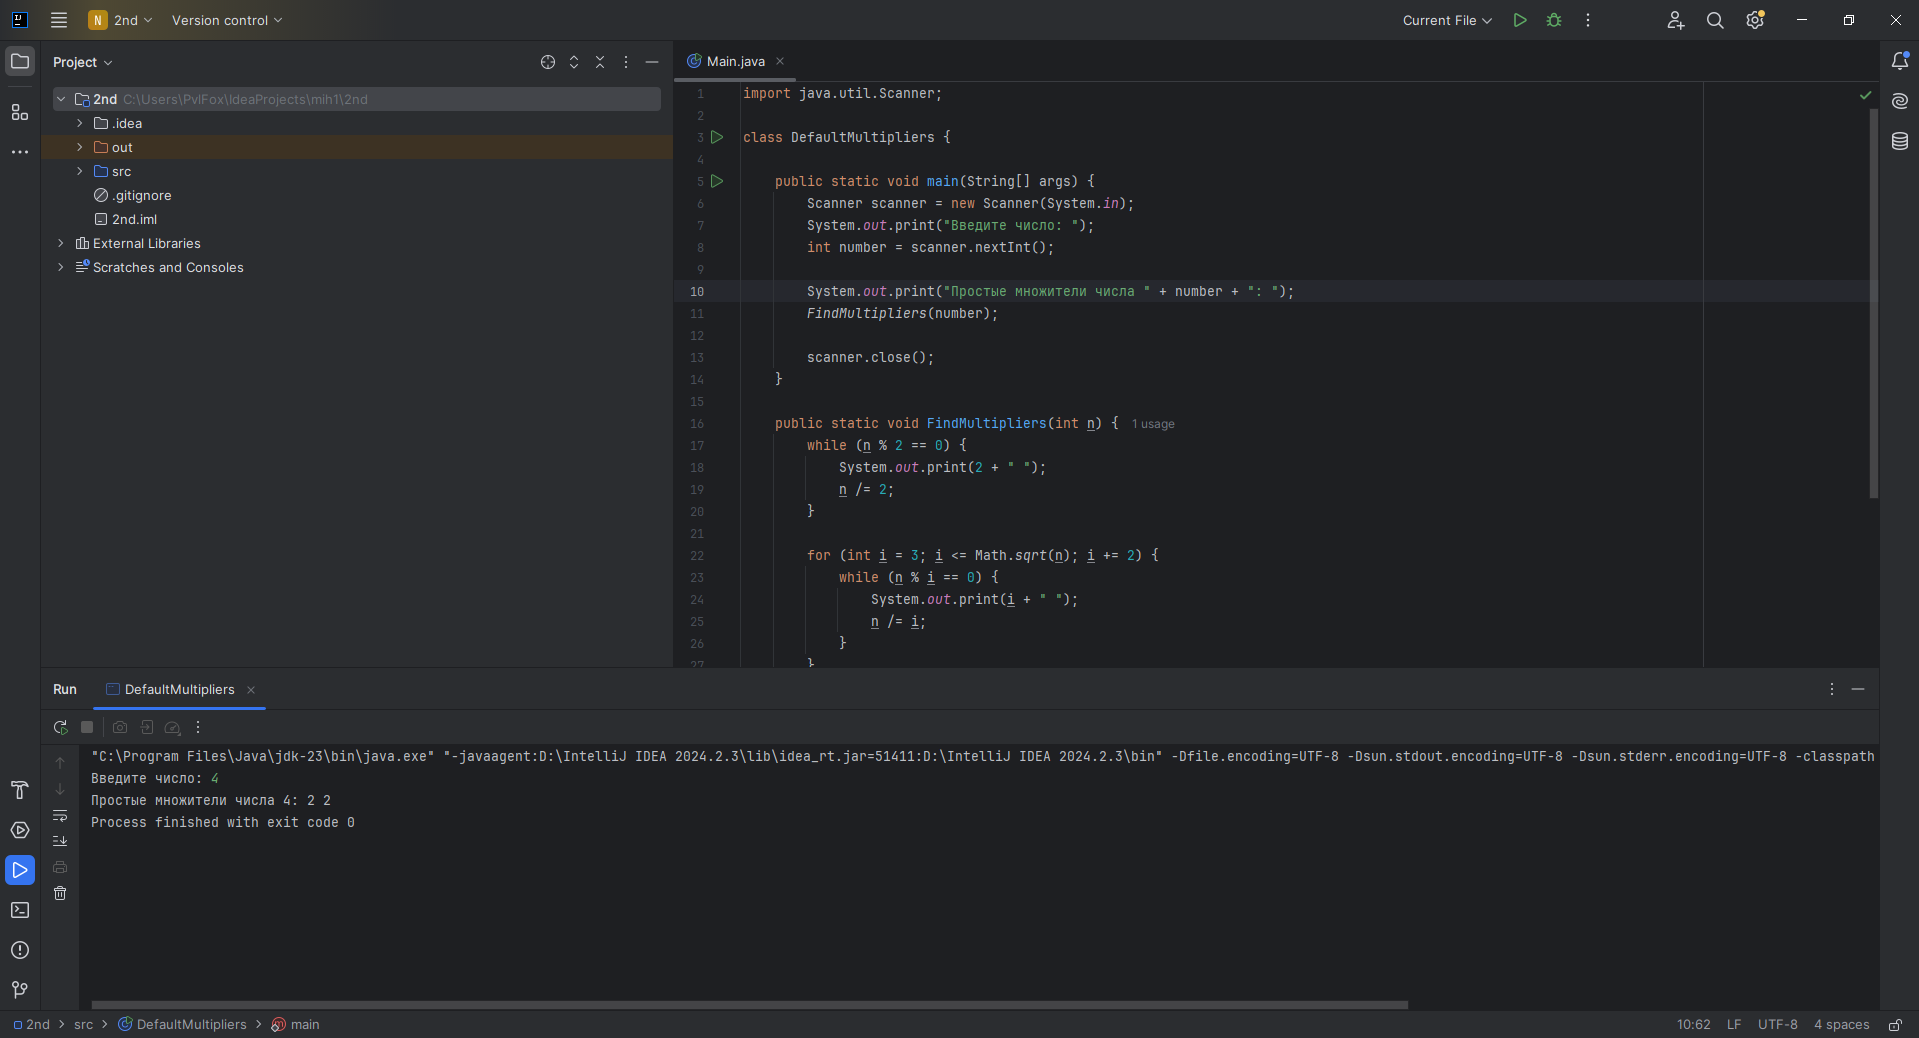 N 2nd Version control Current File
Project
Main.java
2nd C:\Users\PvlFox\IdeaProjects\mih1\2nd
.idea
out
src
.gitignore
2nd.iml
External Libraries
Scratches and Consoles
1 import java.util.Scanner;
2
3 class DefaultMultipliers {
4
5 public static void main(String[] args) {
6 Scanner scanner = new Scanner(System.in);
7 System.out.print("Введите число: ");
8 int number = scanner.nextInt();
9
10 System.out.print("Простые множители числа " + number + ": ");
11 FindMultipliers(number);
12
13 scanner.close();
14 }
15
16 public static void FindMultipliers(int n) { 1 usage
17 while (n % 2 == 0) {
18 System.out.print(2 + " ");
19 n /= 2;
20 }
21
22 for (int i = 3; i <= Math.sqrt(n); i += 2) {
23 while (n % i == 0) {
24 System.out.print(i + " ");
25 n /= i;
26 }
27 }
Run DefaultMultipliers
"C:\Program Files\Java\jdk-23\bin\java.exe" "-javaagent:D:\IntelliJ IDEA 2024.2.3\lib\idea_rt.jar=51411:D:\IntelliJ IDEA 2024.2.3\bin" -Dfile.encoding=UTF-8 -Dsun.stdout.encoding=UTF-8 -Dsun.stderr.encoding=UTF-8 -classpath
Введите число: 4
Простые множители числа 4: 2 2
Process finished with exit code 0
2nd > src > DefaultMultipliers > main 10:62 LF UTF-8 4 spaces